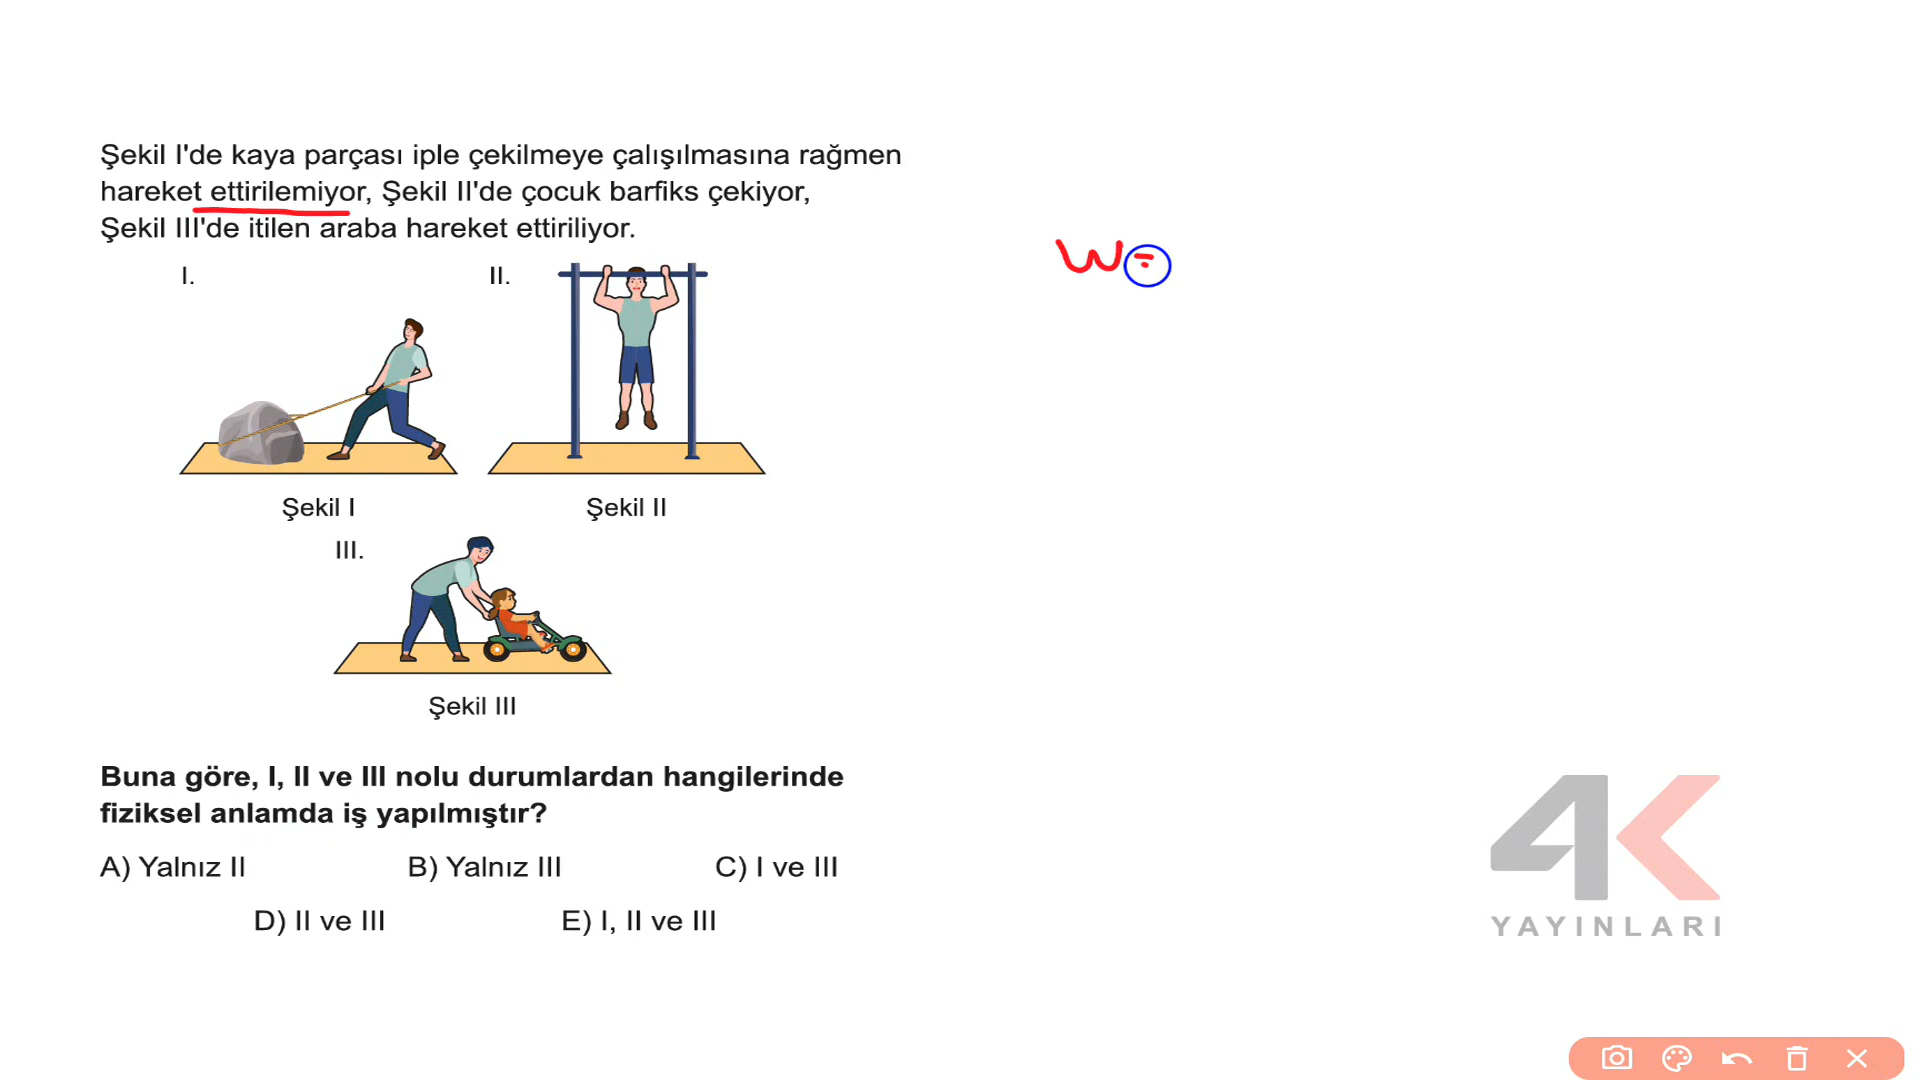 Şekil I'de kaya parçası iple çekilmeye çalışılmasına rağmen
hareket ettirilemiyor, Şekil II'de çocuk barfiks çekiyor,
Şekil III'de itilen araba hareket ettiriliyor.
I.
II.
W=
Şekil I
Şekil II
III.
Şekil III
Buna göre, I, II ve III nolu durumlardan hangilerinde
fiziksel anlamda iş yapılmıştır?
A) Yalnız II
B) Yalnız III
C) I ve III
D) II ve III
E) I, II ve III
4K
YAYINLARI